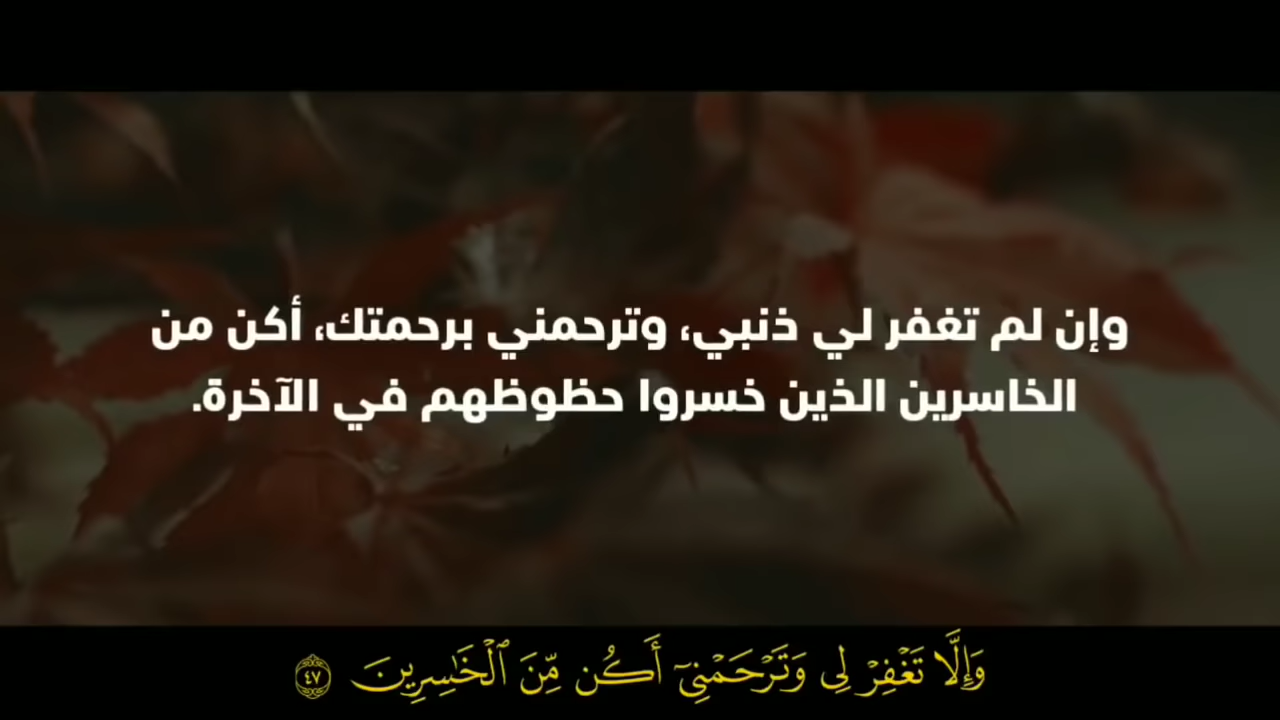 وإن لم تغفر لي ذنبي، وترحمني برحمتك، أكن من
الخاسرين الذين خسروا حظوظهم في الآخرة.
وَإِلَّا تَغْفِرْ لِى وَتَرْحَمْنِىٓ أَكُن مِّنَ ٱلْخَٰسِرِينَ ٤٧